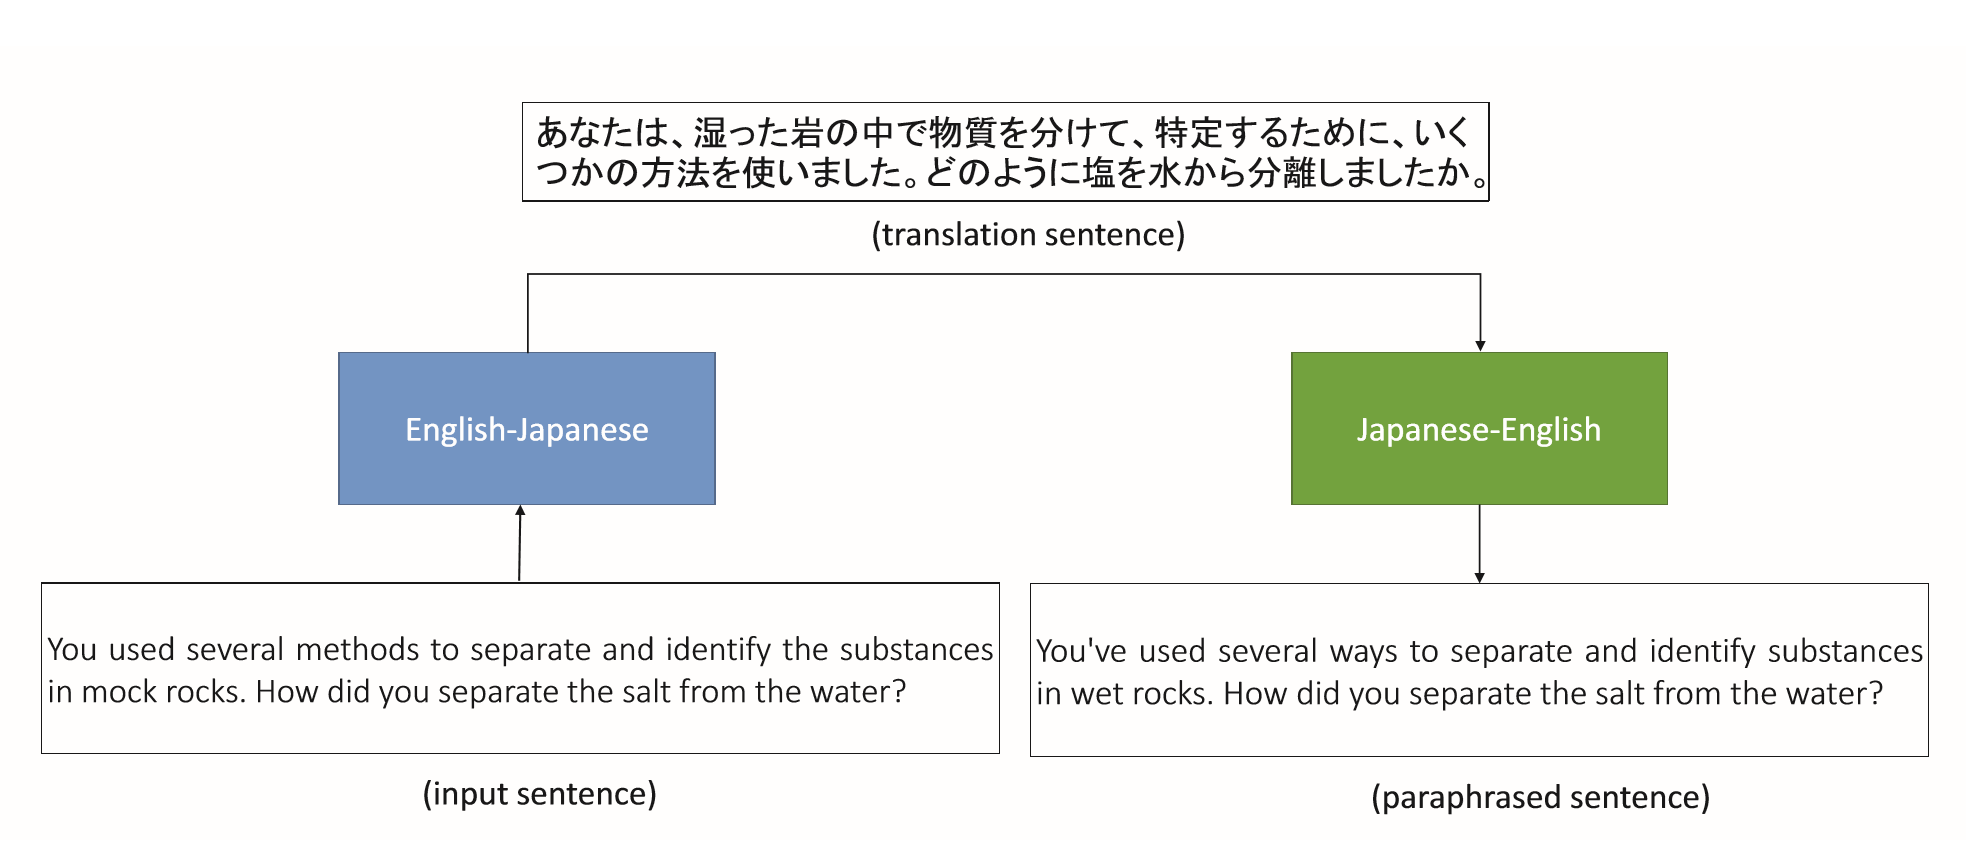 あなたは、湿った岩の中で物質を分けて、特定するために、いく
つかの方法を使いました。どのように塩を水から分離しましたか。
(translation sentence)
English-Japanese
Japanese-English
You used several methods to separate and identify the substances
in mock rocks. How did you separate the salt from the water?
(input sentence)
You've used several ways to separate and identify substances
in wet rocks. How did you separate the salt from the water?
(paraphrased sentence)